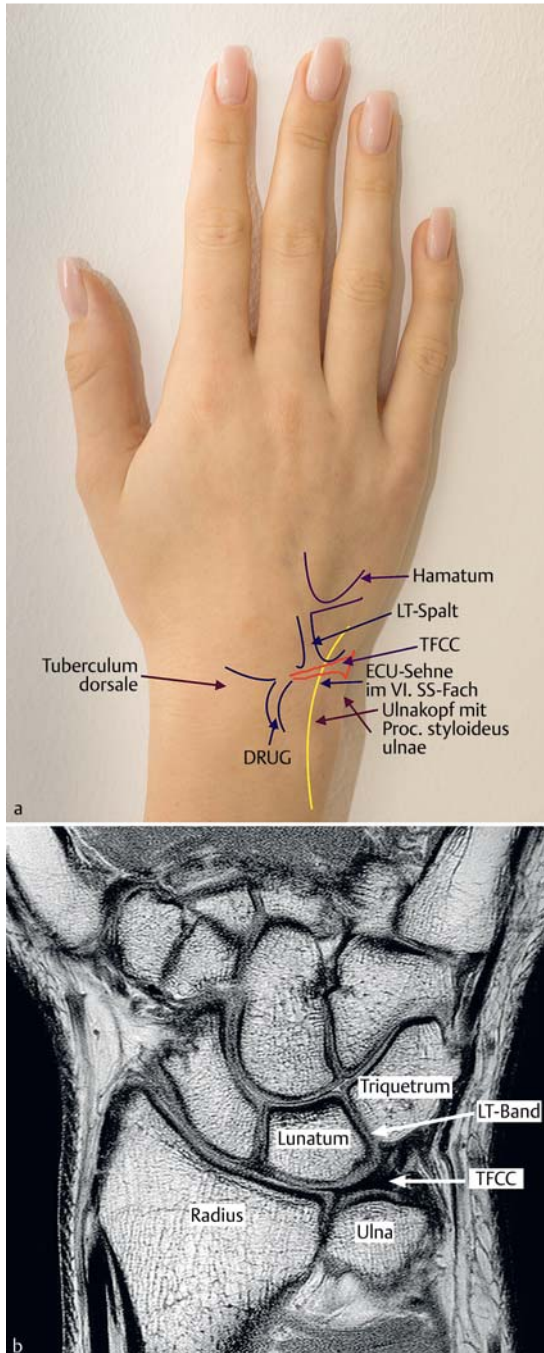 Hamatum
LT-Spalt
TFCC
Tuberculum
dorsale
ECU-Sehne
im VI. SS-Fach
Ulnakopf mit
Proc. styloideus
ulnae
DRUG
a
Triquetrum
LT-Band
Lunatum
TFCC
Radius
Ulna
b